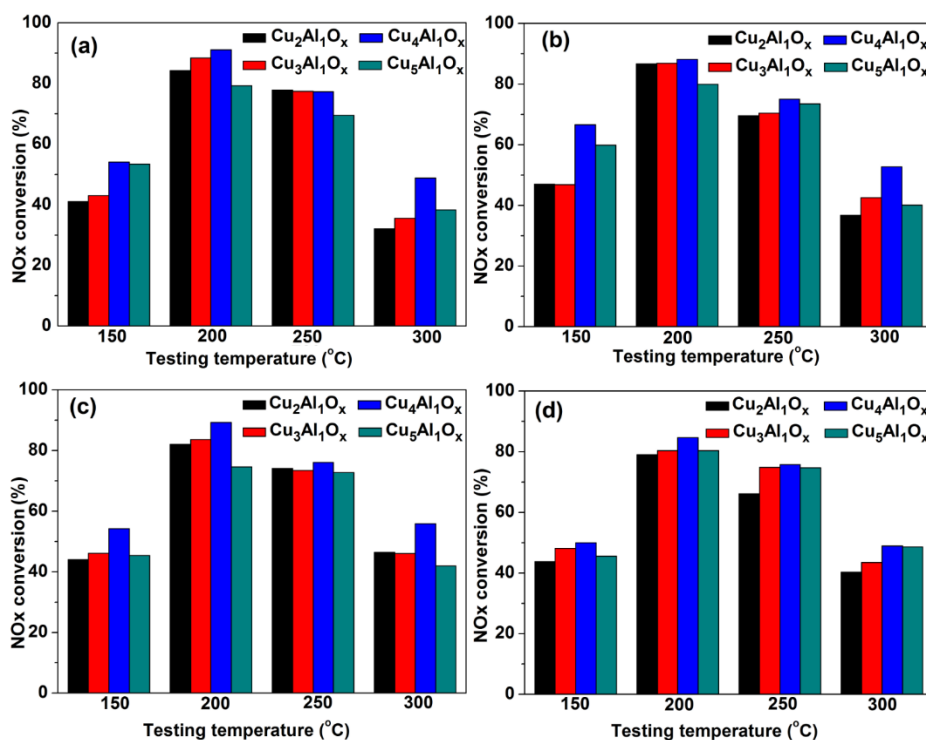 (a)
Cu₂Al₁Oₓ Cu₄Al₁Oₓ
Cu₃Al₁Oₓ Cu₅Al₁Oₓ
NOx conversion (%)
100
80
60
40
20
0
150 200 250 300
Testing temperature (°C)
(b)
Cu₂Al₁Oₓ Cu₄Al₁Oₓ
Cu₃Al₁Oₓ Cu₅Al₁Oₓ
NOx conversion (%)
100
80
60
40
20
0
150 200 250 300
Testing temperature (°C)
(c)
Cu₂Al₁Oₓ Cu₄Al₁Oₓ
Cu₃Al₁Oₓ Cu₅Al₁Oₓ
NOx conversion (%)
100
80
60
40
20
0
150 200 250 300
Testing temperature (°C)
(d)
Cu₂Al₁Oₓ Cu₄Al₁Oₓ
Cu₃Al₁Oₓ Cu₅Al₁Oₓ
NOx conversion (%)
100
80
60
40
20
0
150 200 250 300
Testing temperature (°C)